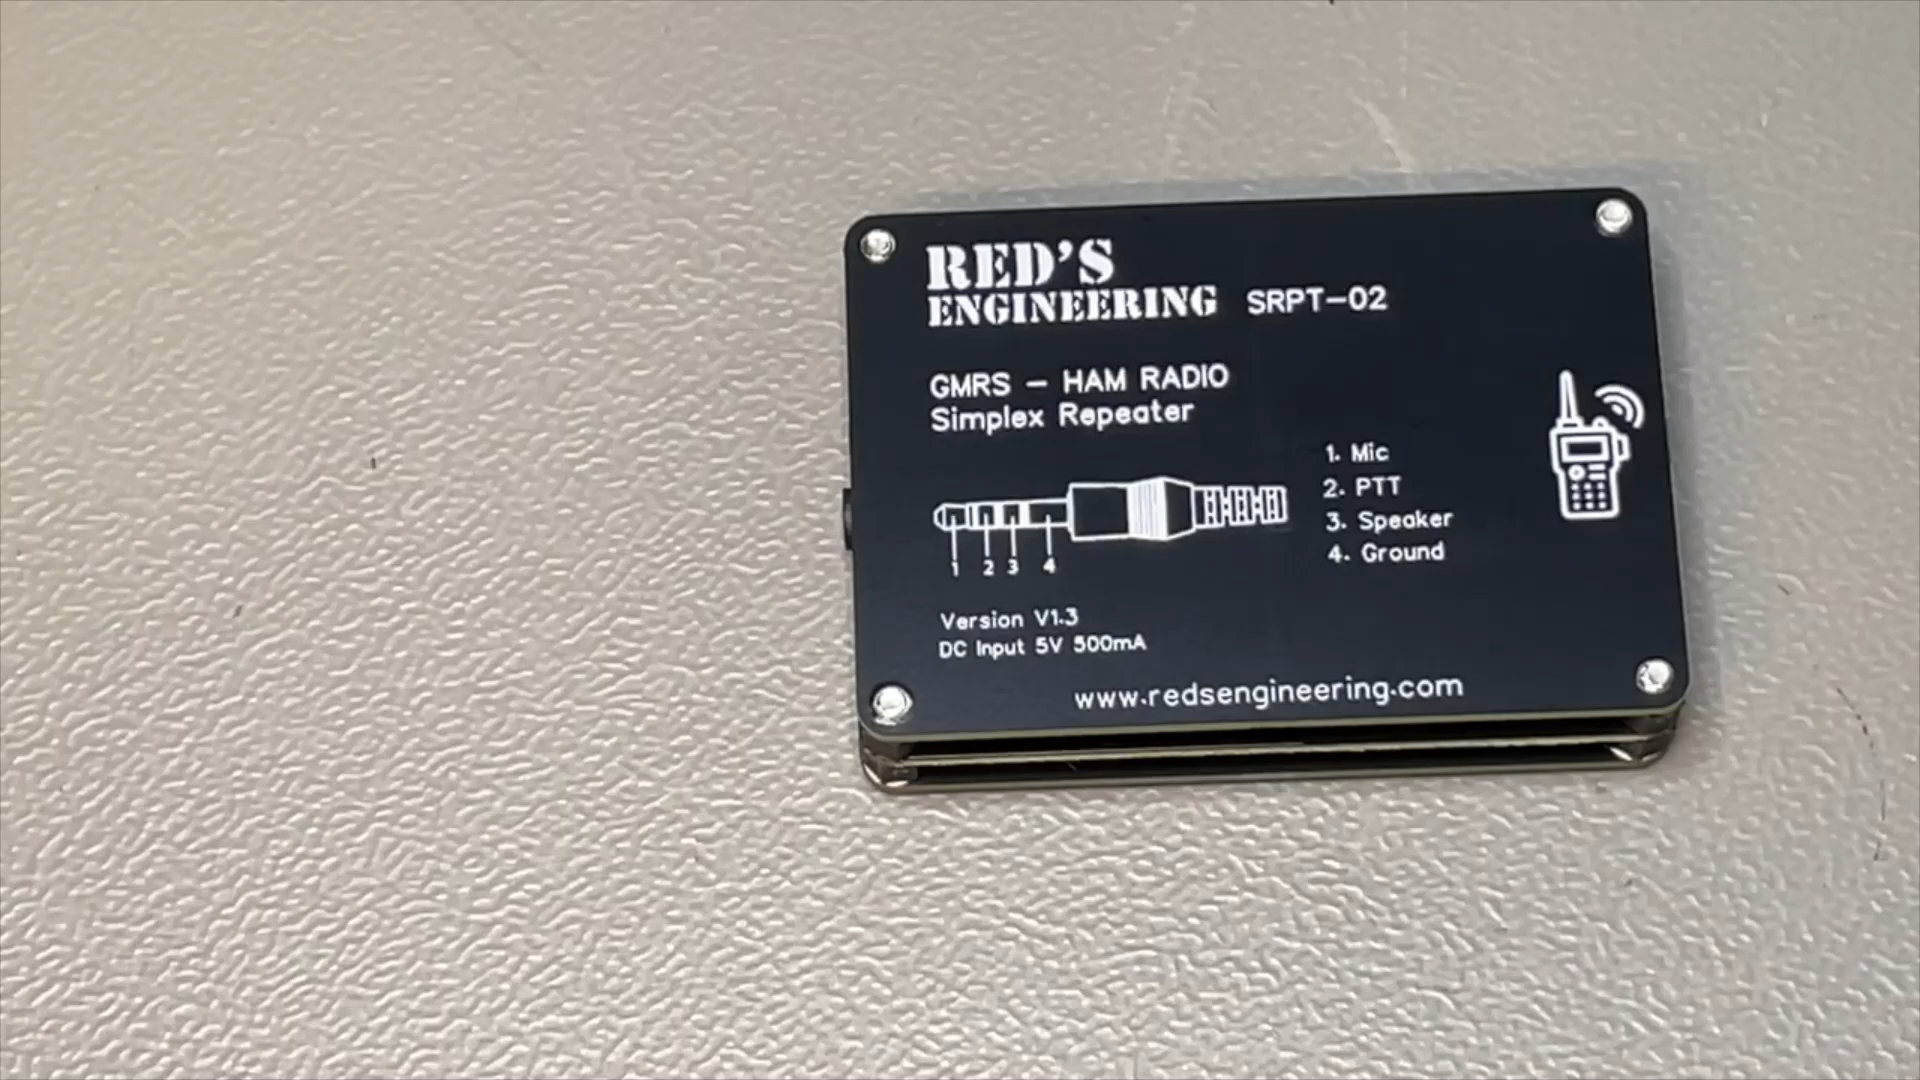 RED'S
ENGINEERING SRPT-02
GMRS - HAM RADIO
Simplex Repeater
1. Mic
2. PTT
3. Speaker
4. Ground
1 2 3 4
Version V1.3
DC Input 5V 500mA
www.redsengineering.com